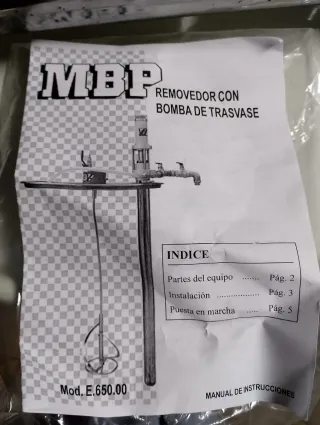 MBP
REMOVEDOR CON
BOMBA DE TRASVASE
INDICE
Partes del equipo ....... Pág. 2
Instalación .................. Pág. 3
Puesta en marcha ...... Pág. 5
Mod. E.650.00
MANUAL DE INSTRUCCIONES